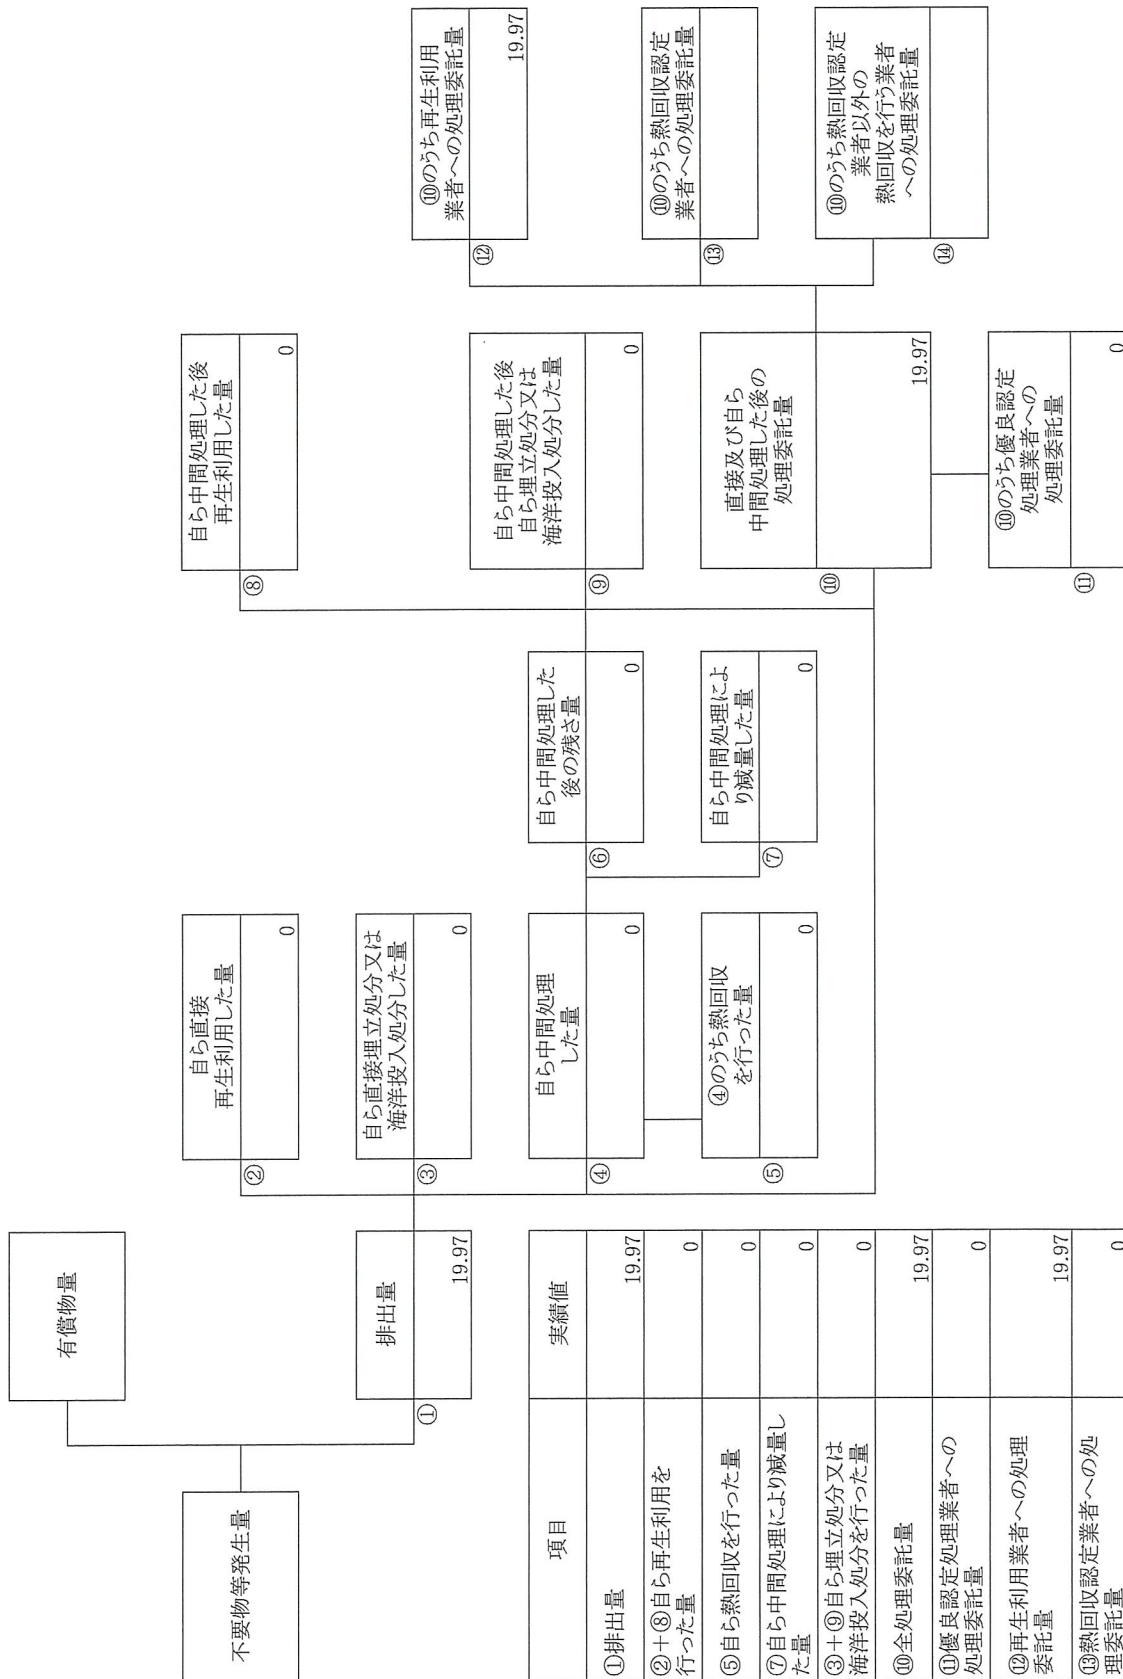 不要物等発生量
有償物量
排出量
①
19.97
②
自ら直接
再生利用した量
0
③
自ら直接埋立処分又は
海洋投入処分した量
0
④
自ら中間処理
した量
0
⑤
④のうち熱回収
を行った量
0
⑥
自ら中間処理した
後の残さ量
0
⑦
自ら中間処理によ
り減量した量
0
⑧
自ら中間処理した後
再生利用した量
0
⑨
自ら中間処理した後
自ら埋立処分又は
海洋投入処分した量
0
⑩
直接及び自ら
中間処理した後の
処理委託量
19.97
⑪
⑩のうち優良認定
処理業者への
処理委託量
0
⑫
⑩のうち再生利用
業者への処理委託量
19.97
⑬
⑩のうち熱回収認定
業者への処理委託量
⑭
⑩のうち熱回収認定
業者以外の
熱回収を行う業者
への処理委託量
項目 実績値
①排出量 19.97
②+⑧自ら再生利用を
行った量 0
⑤自ら熱回収を行った量 0
⑦自ら中間処理により減量し
た量 0
③+⑨自ら埋立処分又は
海洋投入処分を行った量 0
⑩全処理委託量 19.97
⑪優良認定処理業者への
処理委託量 0
⑫再生利用業者への処理
委託量 19.97
⑬熱回収認定業者への処
理委託量 0